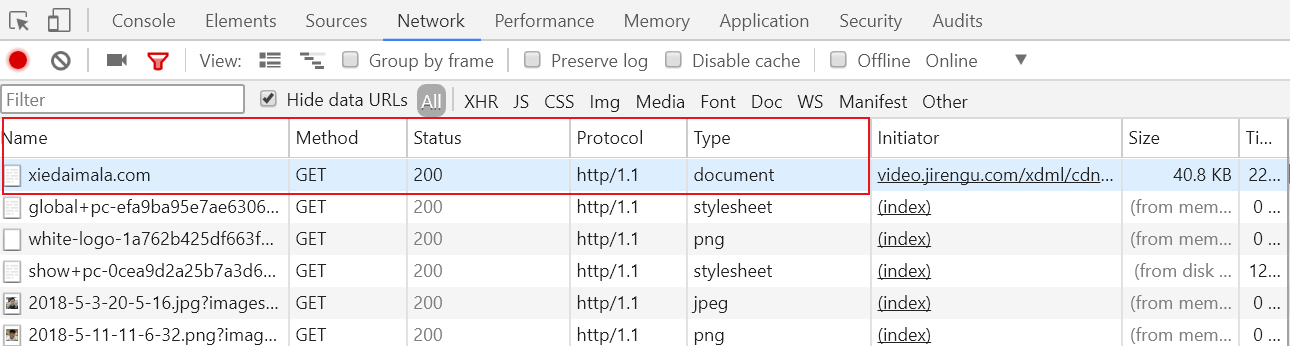 Console Elements Sources Network Performance Memory Application Security Audits
View: Group by frame Preserve log Disable cache Offline Online
Filter Hide data URLs All XHR JS CSS Img Media Font Doc WS Manifest Other
Name Method Status Protocol Type Initiator Size Ti...
xiedaimala.com GET 200 http/1.1 document video.jirengu.com/xdml/cdn... 40.8 KB 22...
global+pc-efa9ba95e7ae6306... GET 200 http/1.1 stylesheet (index) (from mem... 0 ...
white-logo-1a762b425df663f... GET 200 http/1.1 png (index) (from mem... 0 ...
show+pc-0cea9d2a25b7a3d6... GET 200 http/1.1 stylesheet (index) (from disk ... 12...
2018-5-3-20-5-16.jpg?images... GET 200 http/1.1 jpeg (index) (from mem... 0 ...
2018-5-11-11-6-32.png?imag... GET 200 http/1.1 png (index) (from mem... 0 ...